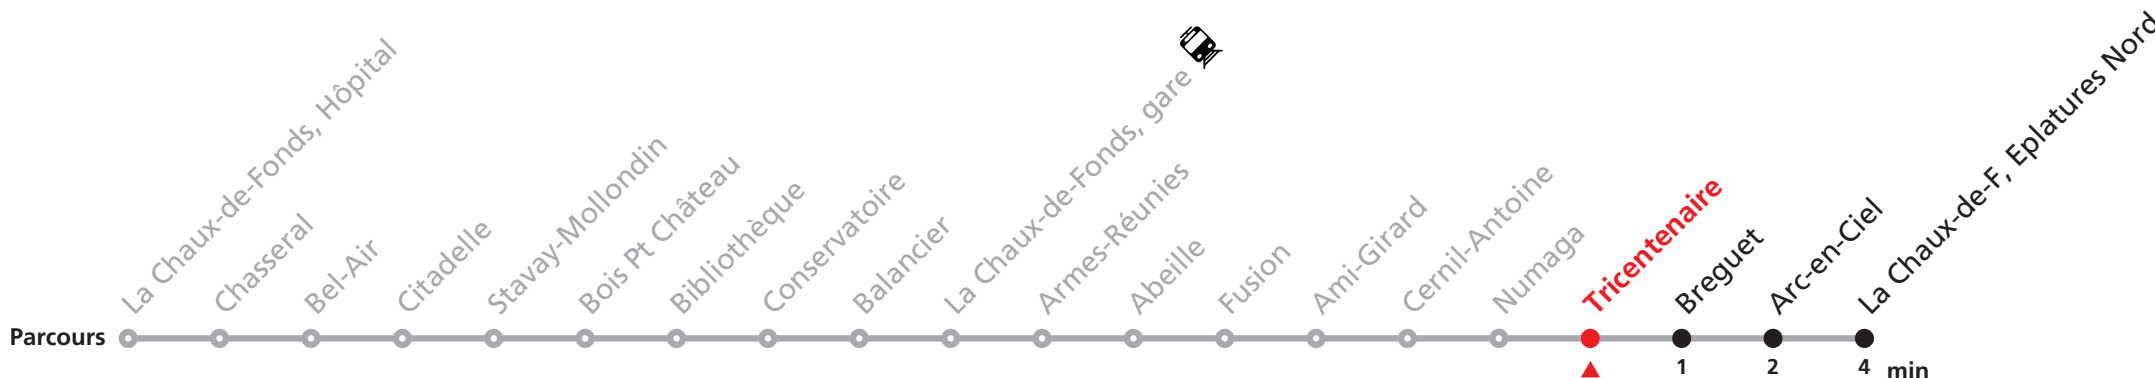 La Chaux-de-Fonds, Hôpital
Chasseral
Bel-Air
Citadelle
Stavay-Mollondin
Bois Pt Château
Bibliothèque
Conservatoire
Balancier
La Chaux-de-Fonds, gare
Armes-Réunies
Abeille
Fusion
Ami-Girard
Cernil-Antoine
Numaga
Tricentenaire
Breguet
Arc-en-Ciel
La Chaux-de-F, Eplatures Nord
Parcours
1 2 4 min